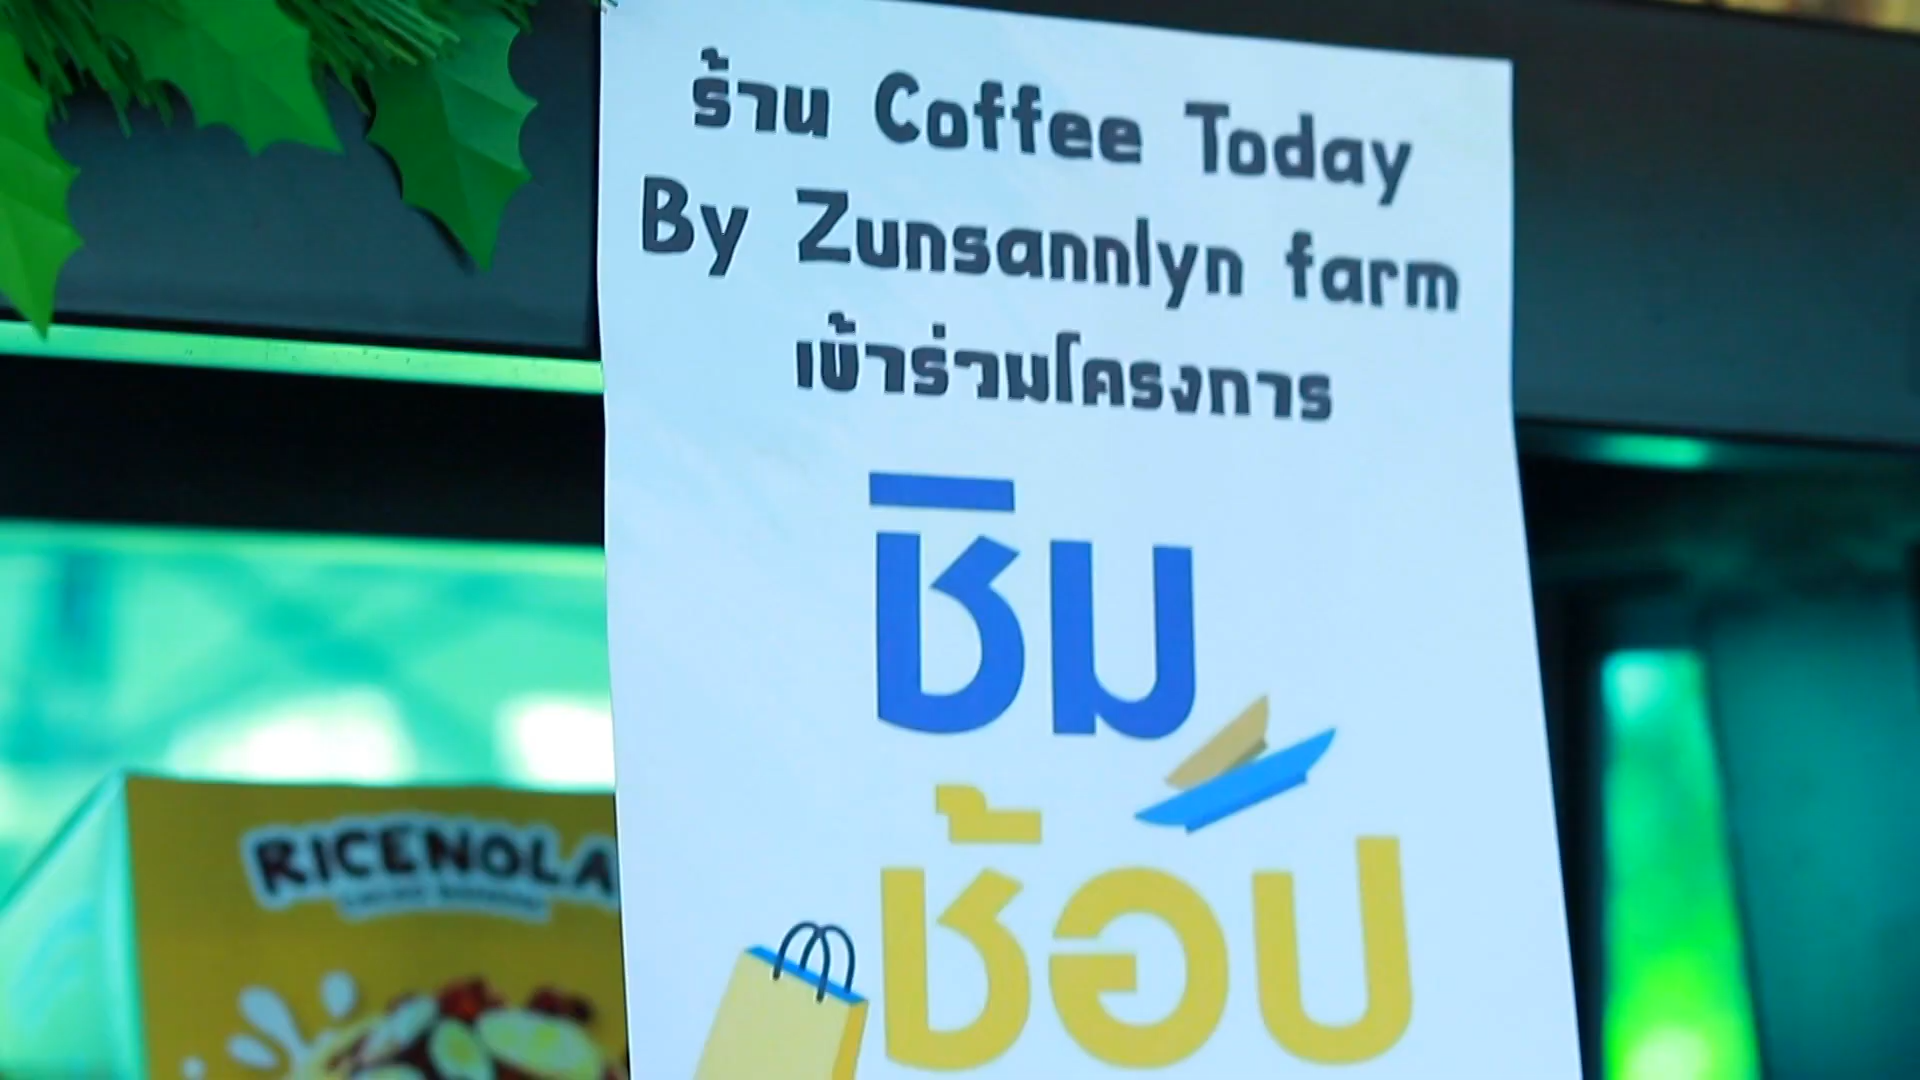 ร้าน Coffee Today
By Zunsannlyn farm
เข้าร่วมโครงการ
ชิม
ช้อป
RICENOLA